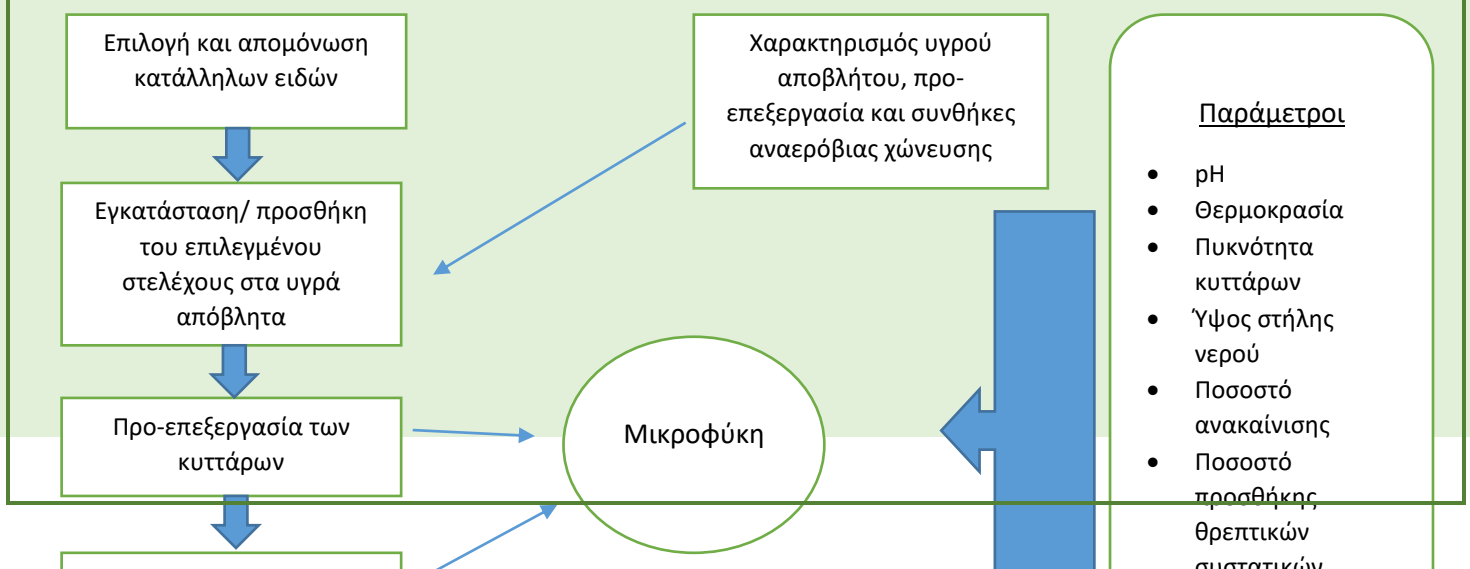 Επιλογή και απομόνωση
κατάλληλων ειδών
Χαρακτηρισμός υγρού
αποβλήτου, προ-
επεξεργασία και συνθήκες
αναερόβιας χώνευσης
Εγκατάσταση/ προσθήκη
του επιλεγμένου
στελέχους στα υγρά
απόβλητα
Προ-επεξεργασία των
κυττάρων
Μικροφύκη
Παράμετροι
• pH
• Θερμοκρασία
• Πυκνότητα
κυττάρων
• Ύψος στήλης
νερού
• Ποσοστό
ανακαίνισης
• Ποσοστό
προσθήκης
θρεπτικών
συστατικών